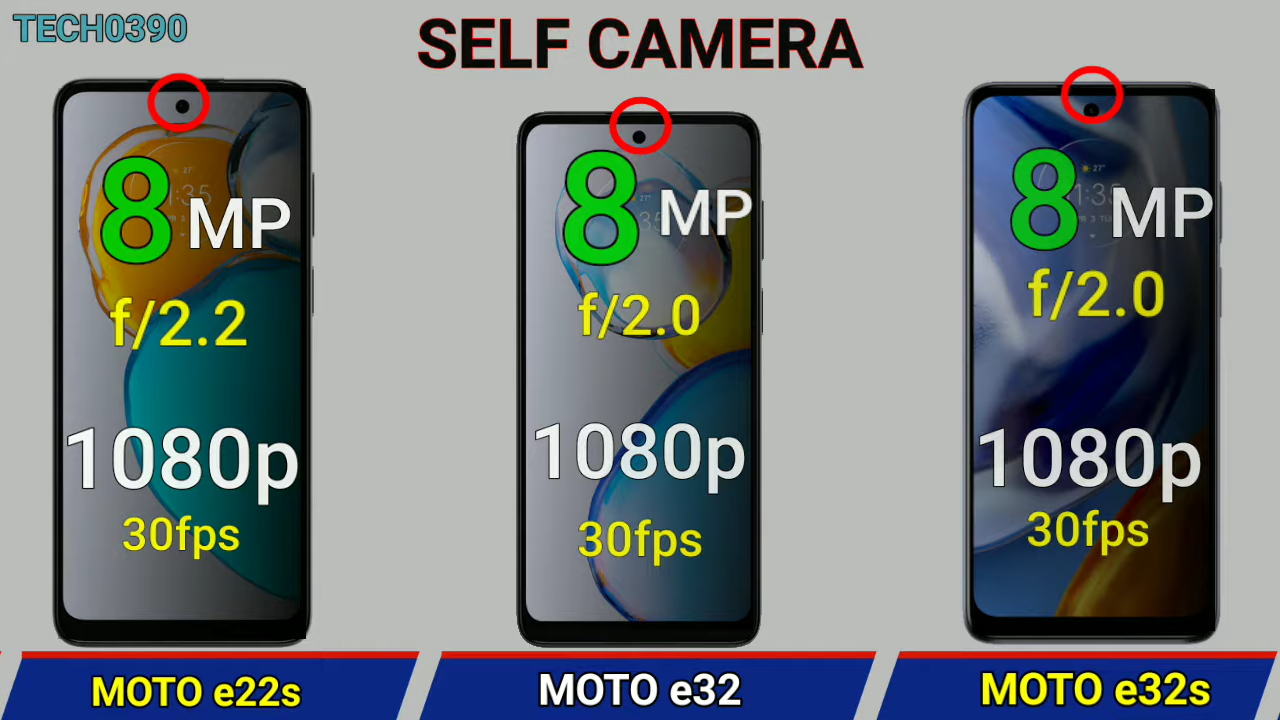 TECH0390
SELF CAMERA
8 MP
f/2.2
1080p
30fps
MOTO e22s
8 MP
f/2.0
1080p
30fps
MOTO e32
27°
8 MP
f/2.0
1080p
30fps
MOTO e32s